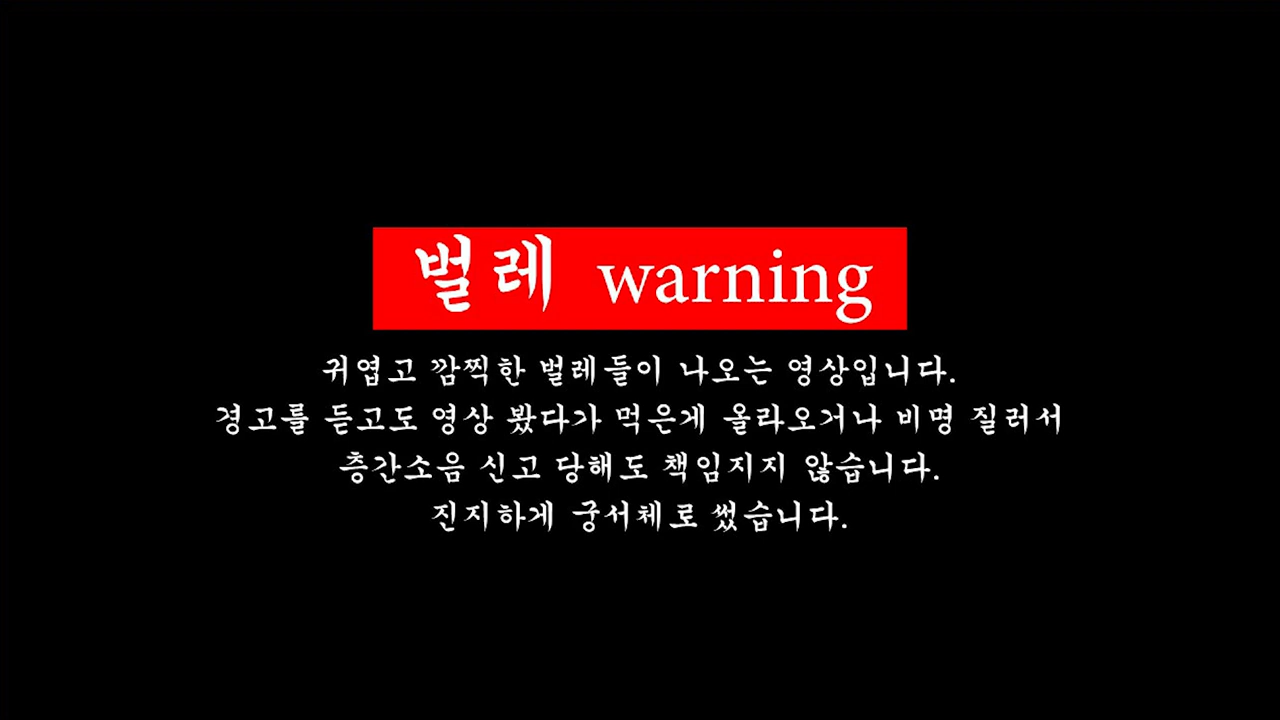 벌레 warning
귀엽고 깜찍한 벌레들이 나오는 영상입니다.
경고를 듣고도 영상 봤다가 먹은게 올라오거나 비명 질러서
층간소음 신고 당해도 책임지지 않습니다.
진지하게 궁서체로 썼습니다.